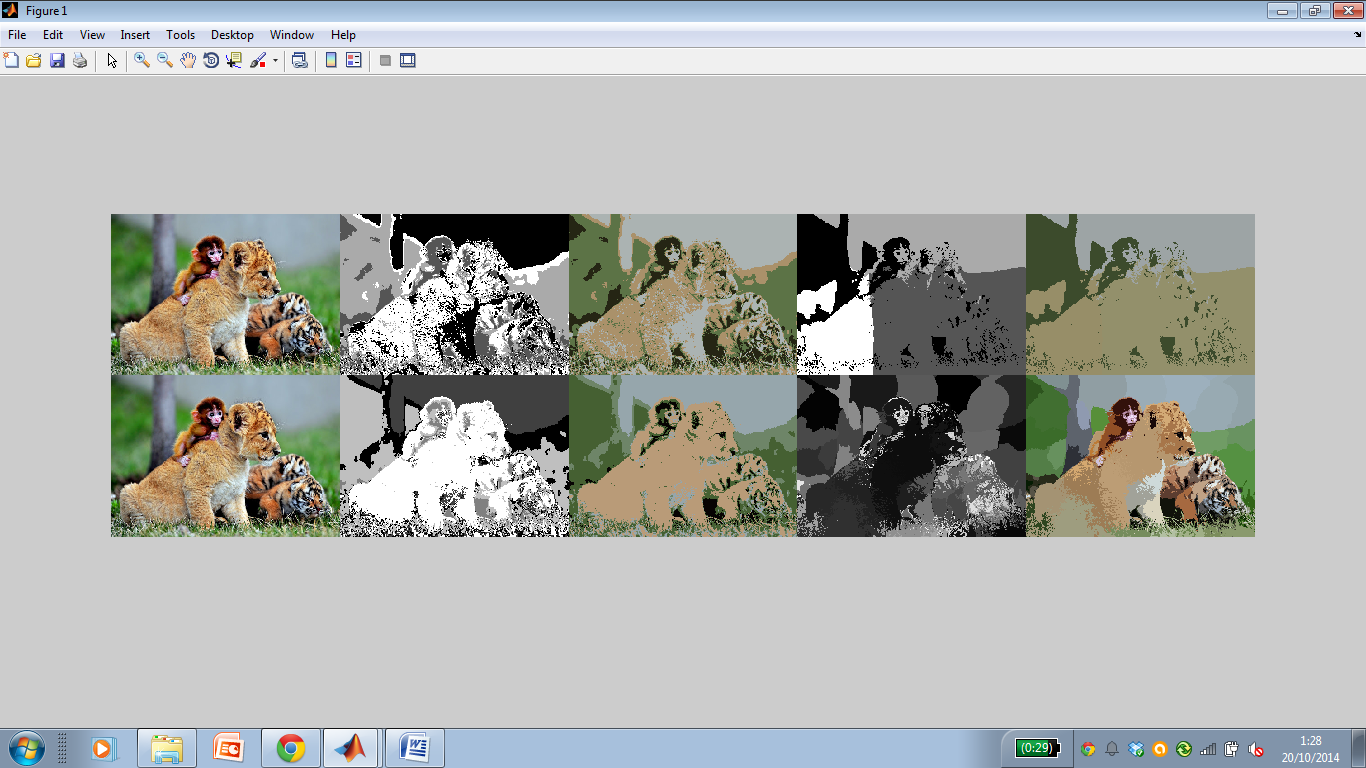 Figure 1
File Edit View Insert Tools Desktop Window Help
(0:29)
1:28
20/10/2014